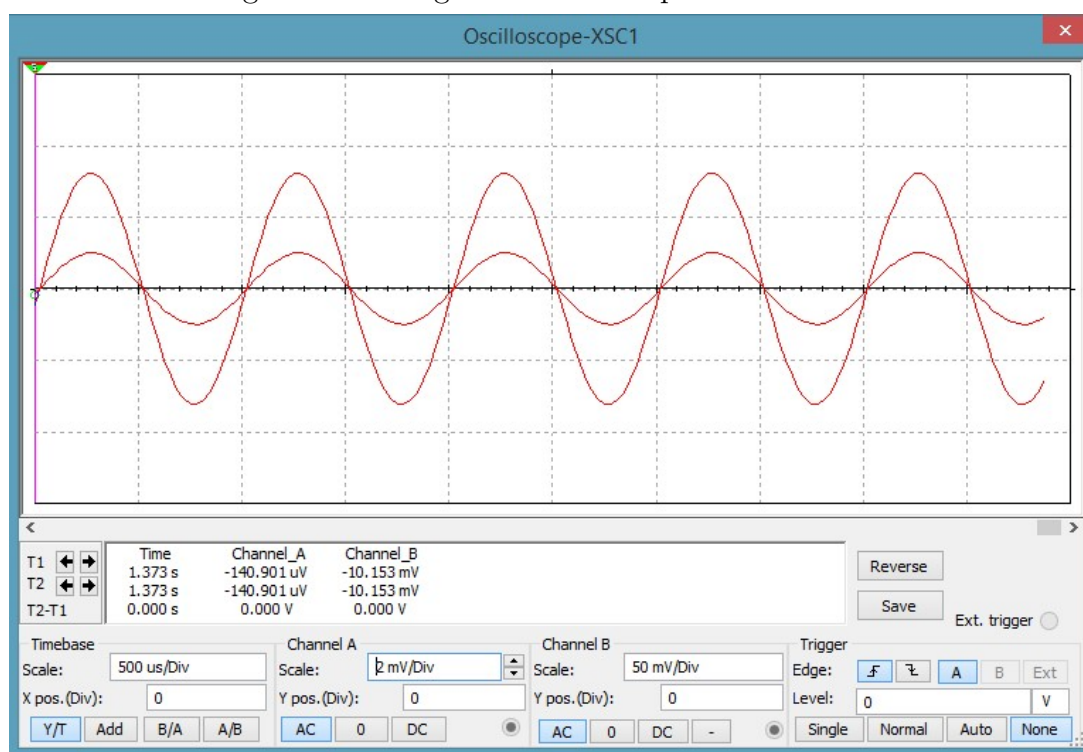 Oscilloscope-XSC1
Time Channel_A Channel_B
T1 1.373 s -140.901 uV -10.153 mV
T2 1.373 s -140.901 uV -10.153 mV
T2-T1 0.000 s 0.000 V 0.000 V
Reverse
Save
Ext. trigger
Timebase
Scale: 500 us/Div
X pos.(Div): 0
Y/T Add B/A A/B
Channel A
Scale: 2 mV/Div
Y pos.(Div): 0
AC 0 DC
Channel B
Scale: 50 mV/Div
Y pos.(Div): 0
AC 0 DC -
Trigger
Edge: A B Ext
Level: 0 V
Single Normal Auto None